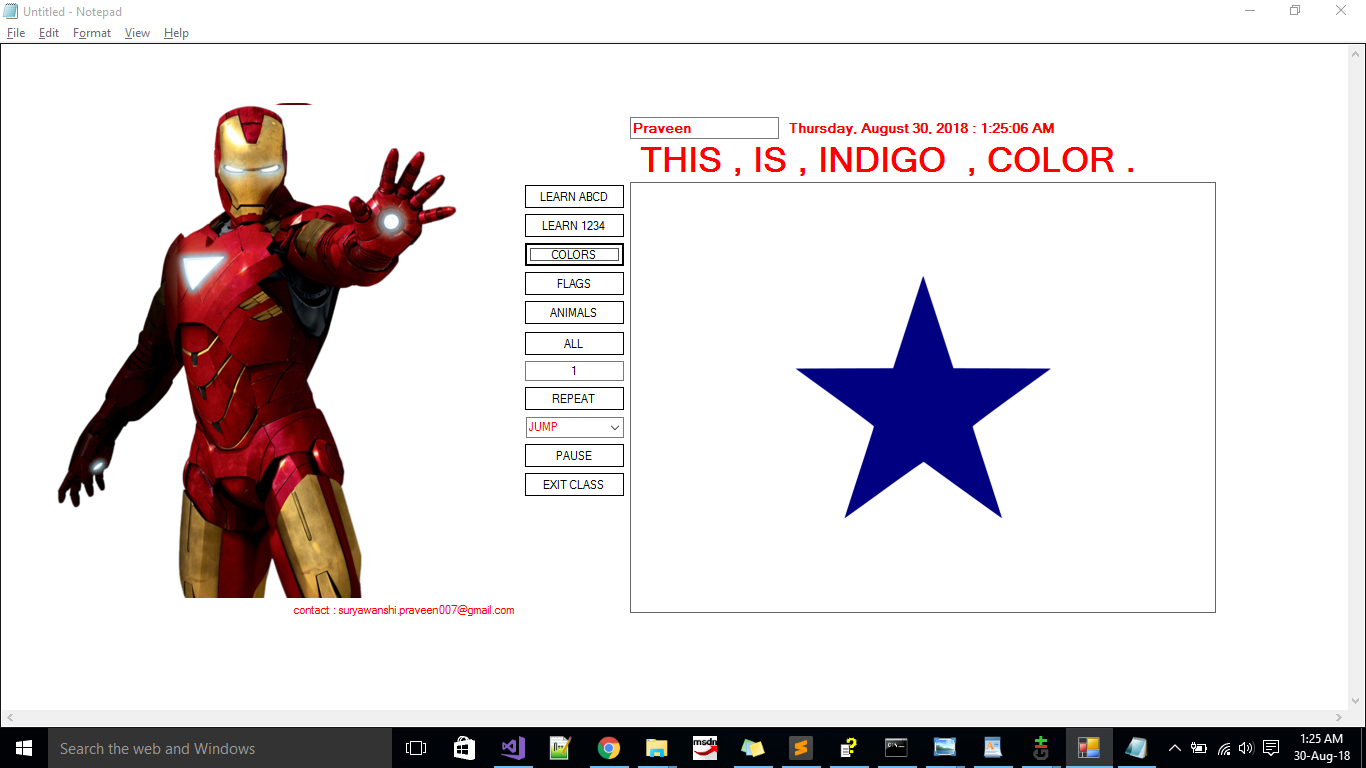 Untitled - Notepad
File Edit Format View Help
Praveen
Thursday, August 30, 2018 : 1:25:06 AM
THIS , IS , INDIGO , COLOR .
LEARN ABCD
LEARN 1234
COLORS
FLAGS
ANIMALS
ALL
1
REPEAT
JUMP
PAUSE
EXIT CLASS
contact : suryawanshi.praveen007@gmail.com
Search the web and Windows
msdn
1:25 AM
30-Aug-18